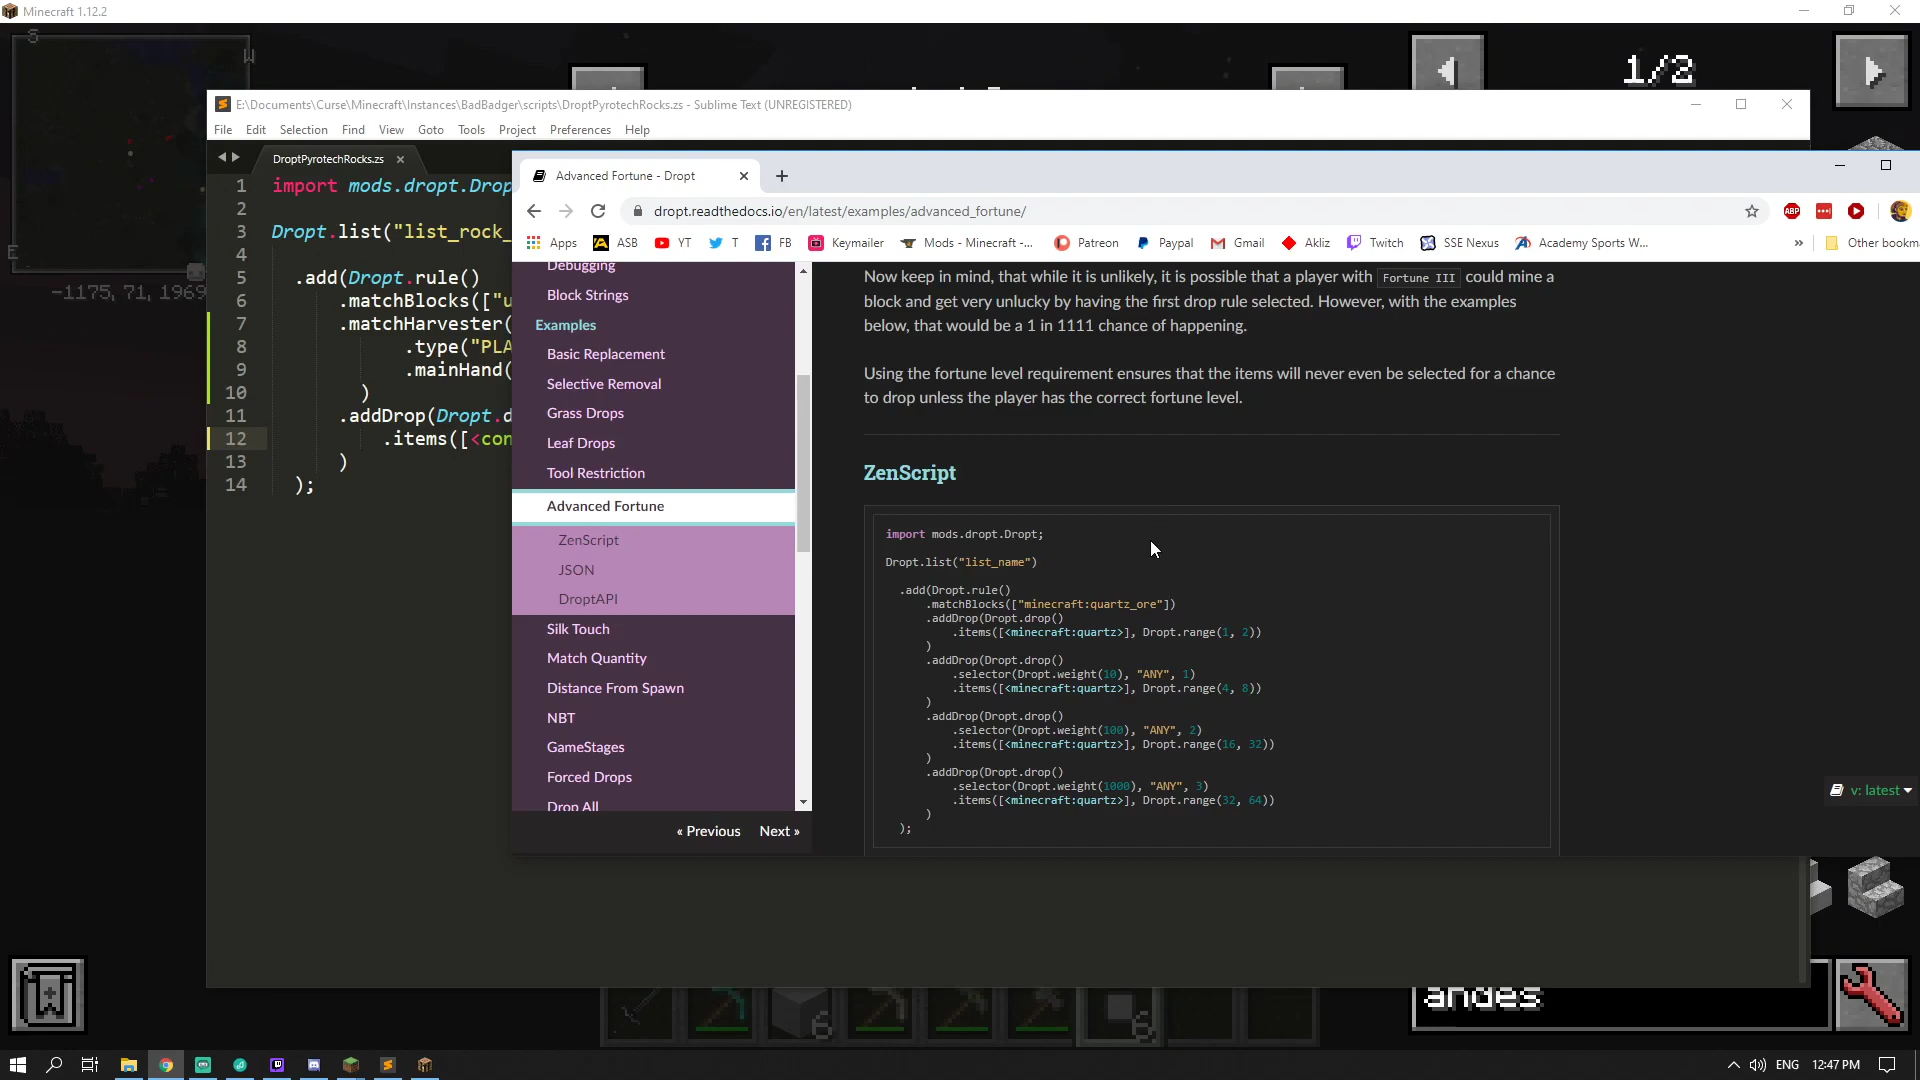 Minecraft 1.12.2
S
W
1/2
E
-1175, 71, 1969
E:\Documents\Curse\Minecraft\Instances\BadBadger\scripts\DroptPyrotechRocks.zs - Sublime Text (UNREGISTERED)
File Edit Selection Find View Goto Tools Project Preferences Help
DroptPyrotechRocks.zs
1 import mods.dropt.Drop
2
3 Dropt.list("list_rock_
4
5 .add(Dropt.rule()
6 .matchBlocks(["u
7 .matchHarvester(
8 .type("PLA
9 .mainHand(
10 )
11 .addDrop(Dropt.d
12 .items([<con
13 )
14 );
Advanced Fortune - Dropt
dropt.readthedocs.io/en/latest/examples/advanced_fortune/
ABP
Apps ASB YT T FB Keymailer Mods - Minecraft -... Patreon Paypal Gmail Akliz Twitch SSE Nexus Academy Sports W... » Other bookm
Debugging
Block Strings
Examples
Basic Replacement
Selective Removal
Grass Drops
Leaf Drops
Tool Restriction
Advanced Fortune
ZenScript
JSON
DroptAPI
Silk Touch
Match Quantity
Distance From Spawn
NBT
GameStages
Forced Drops
Drop All
« Previous Next »
Now keep in mind, that while it is unlikely, it is possible that a player with Fortune III could mine a
block and get very unlucky by having the first drop rule selected. However, with the examples
below, that would be a 1 in 1111 chance of happening.
Using the fortune level requirement ensures that the items will never even be selected for a chance
to drop unless the player has the correct fortune level.
ZenScript
import mods.dropt.Dropt;
Dropt.list("list_name")
.add(Dropt.rule()
.matchBlocks(["minecraft:quartz_ore"])
.addDrop(Dropt.drop()
.items([<minecraft:quartz>], Dropt.range(1, 2))
)
.addDrop(Dropt.drop()
.selector(Dropt.weight(10), "ANY", 1)
.items([<minecraft:quartz>], Dropt.range(4, 8))
)
.addDrop(Dropt.drop()
.selector(Dropt.weight(100), "ANY", 2)
.items([<minecraft:quartz>], Dropt.range(16, 32))
)
.addDrop(Dropt.drop()
.selector(Dropt.weight(1000), "ANY", 3)
.items([<minecraft:quartz>], Dropt.range(32, 64))
)
);
v: latest
6
6
andes
ENG 12:47 PM